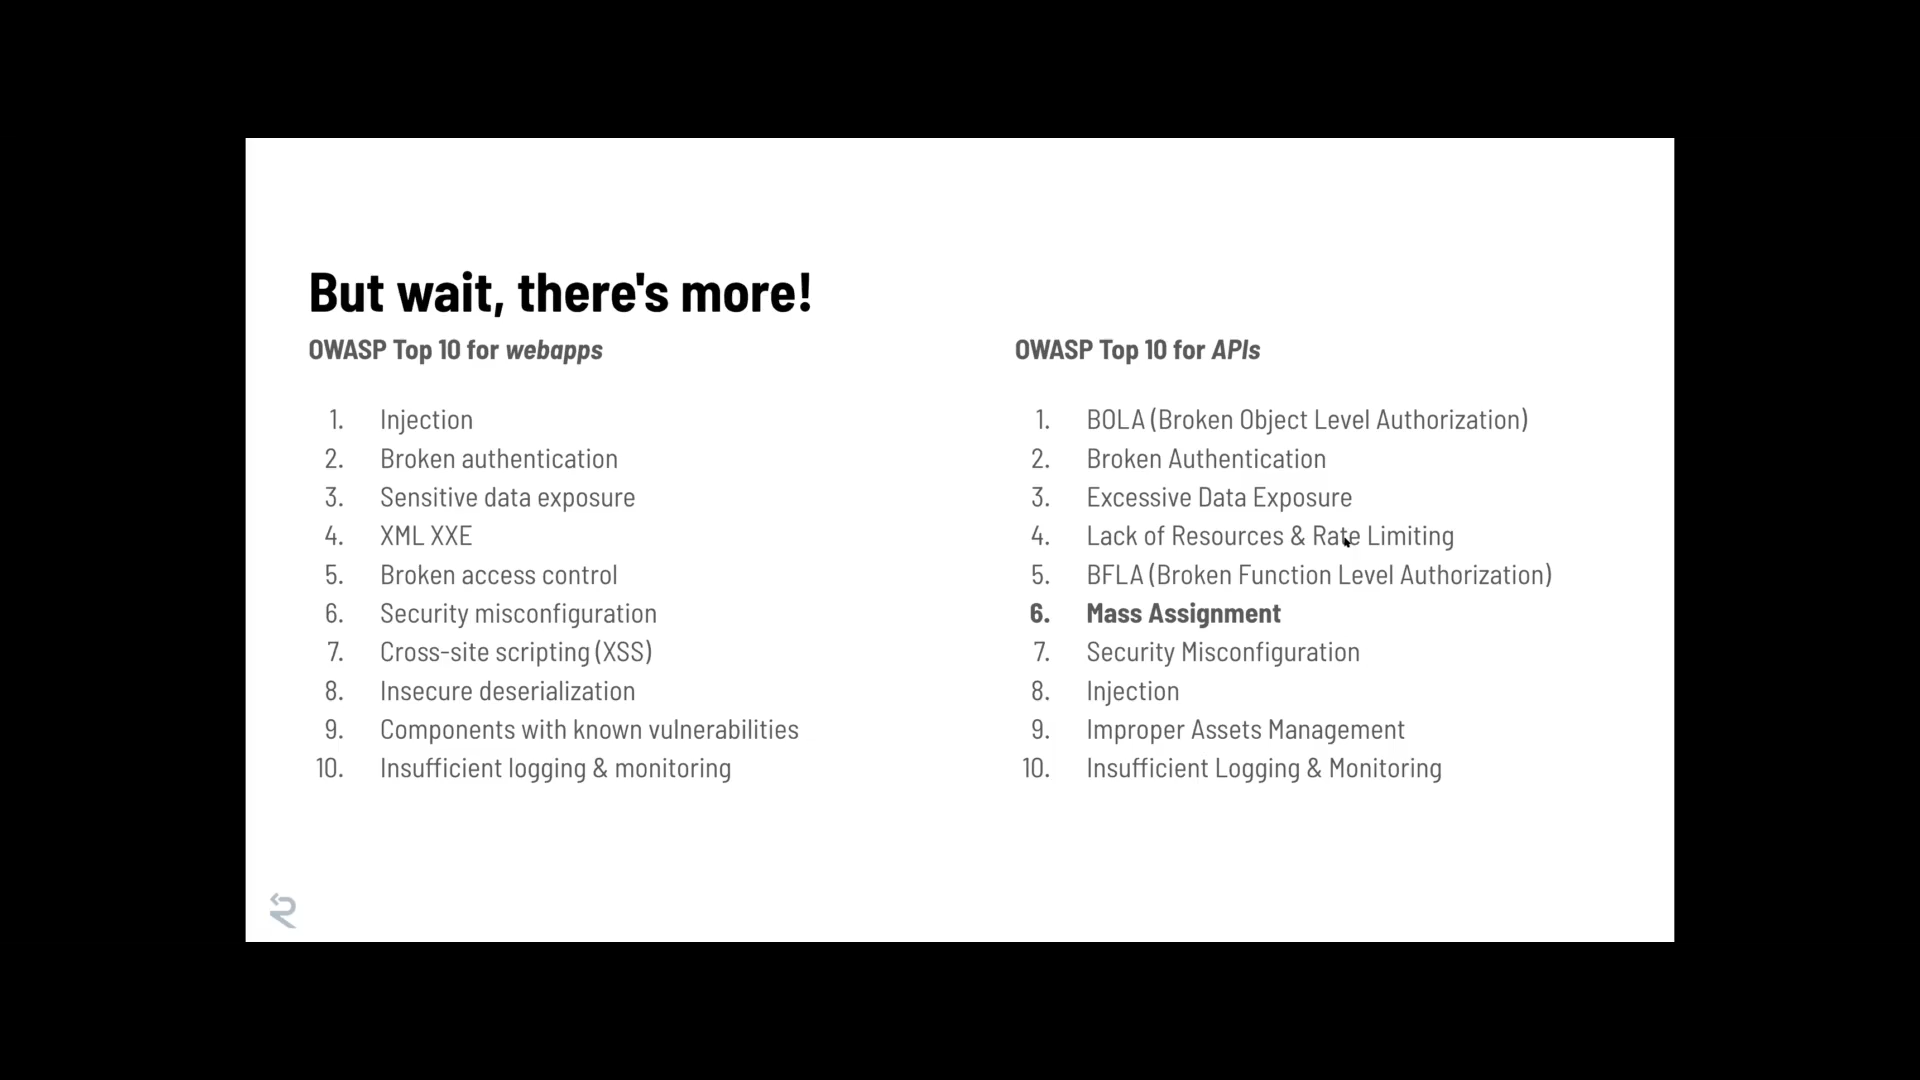 But wait, there's more!
OWASP Top 10 for webapps
1. Injection
2. Broken authentication
3. Sensitive data exposure
4. XML XXE
5. Broken access control
6. Security misconfiguration
7. Cross-site scripting (XSS)
8. Insecure deserialization
9. Components with known vulnerabilities
10. Insufficient logging & monitoring
OWASP Top 10 for APIs
1. BOLA (Broken Object Level Authorization)
2. Broken Authentication
3. Excessive Data Exposure
4. Lack of Resources & Rate Limiting
5. BFLA (Broken Function Level Authorization)
6. Mass Assignment
7. Security Misconfiguration
8. Injection
9. Improper Assets Management
10. Insufficient Logging & Monitoring